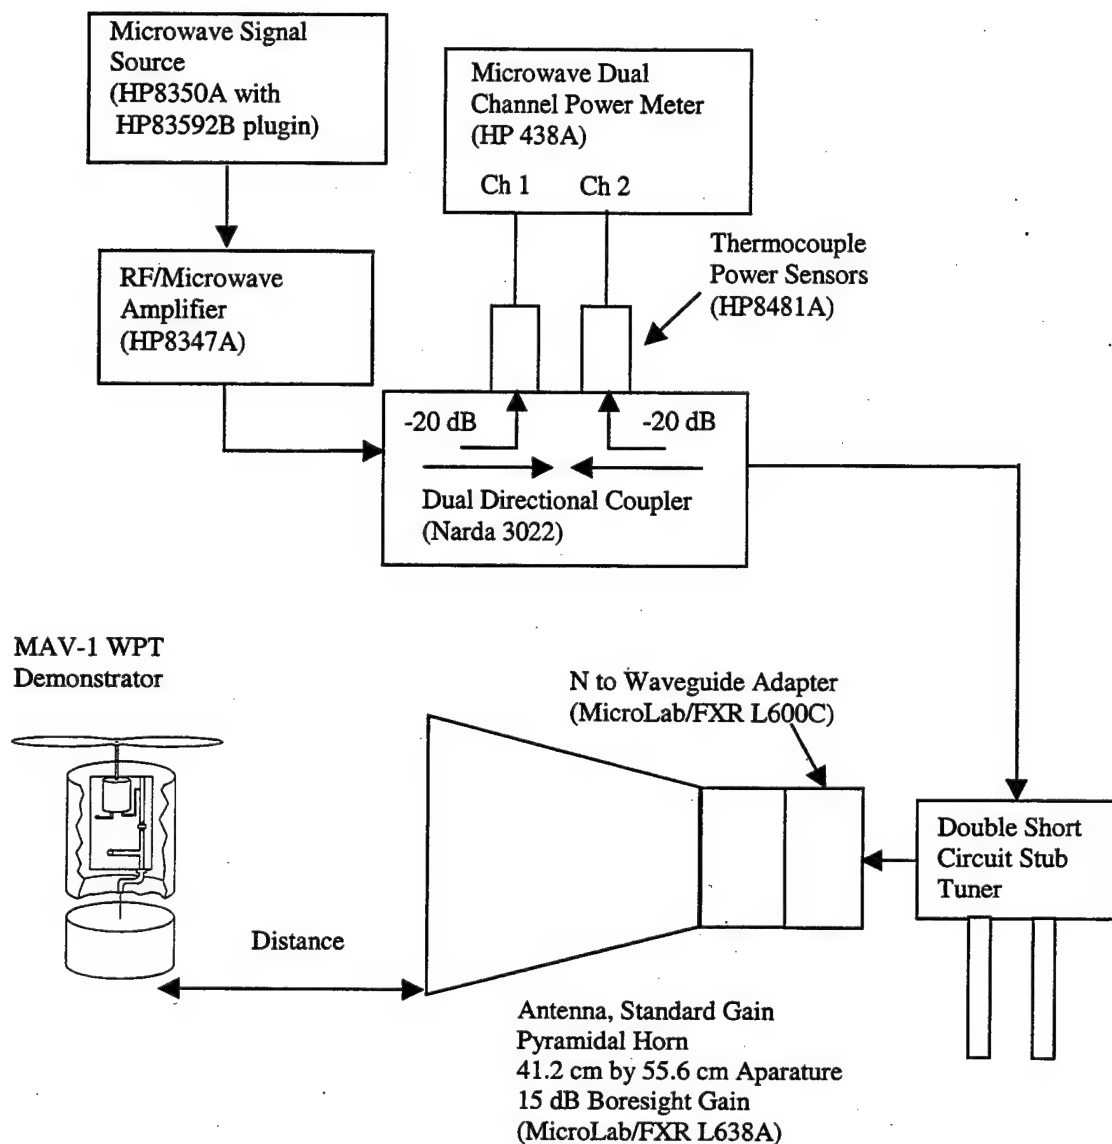 Microwave Signal
Source
(HP8350A with
HP83592B plugin)
Microwave Dual
Channel Power Meter
(HP 438A)
Ch 1 Ch 2
Thermocouple
Power Sensors
(HP8481A)
RF/Microwave
Amplifier
(HP8347A)
-20 dB -20 dB
Dual Directional Coupler
(Narda 3022)
MAV-1 WPT
Demonstrator
N to Waveguide Adapter
(MicroLab/FXR L600C)
Double Short
Circuit Stub
Tuner
Distance
Antenna, Standard Gain
Pyramidal Horn
41.2 cm by 55.6 cm Aparature
15 dB Boresight Gain
(MicroLab/FXR L638A)